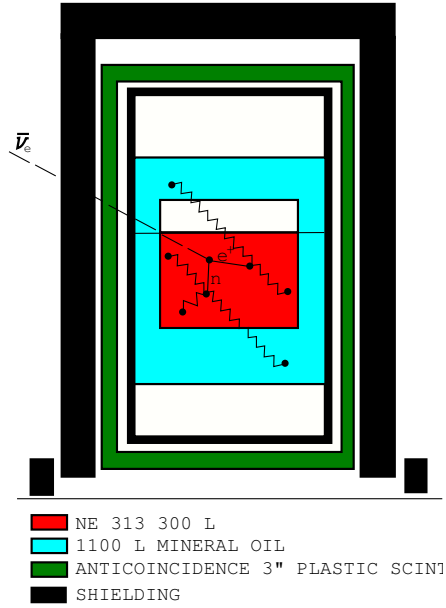 ν̄e
e+
n
NE 313 300 L
1100 L MINERAL OIL
ANTICOINCIDENCE 3" PLASTIC SCINT
SHIELDING